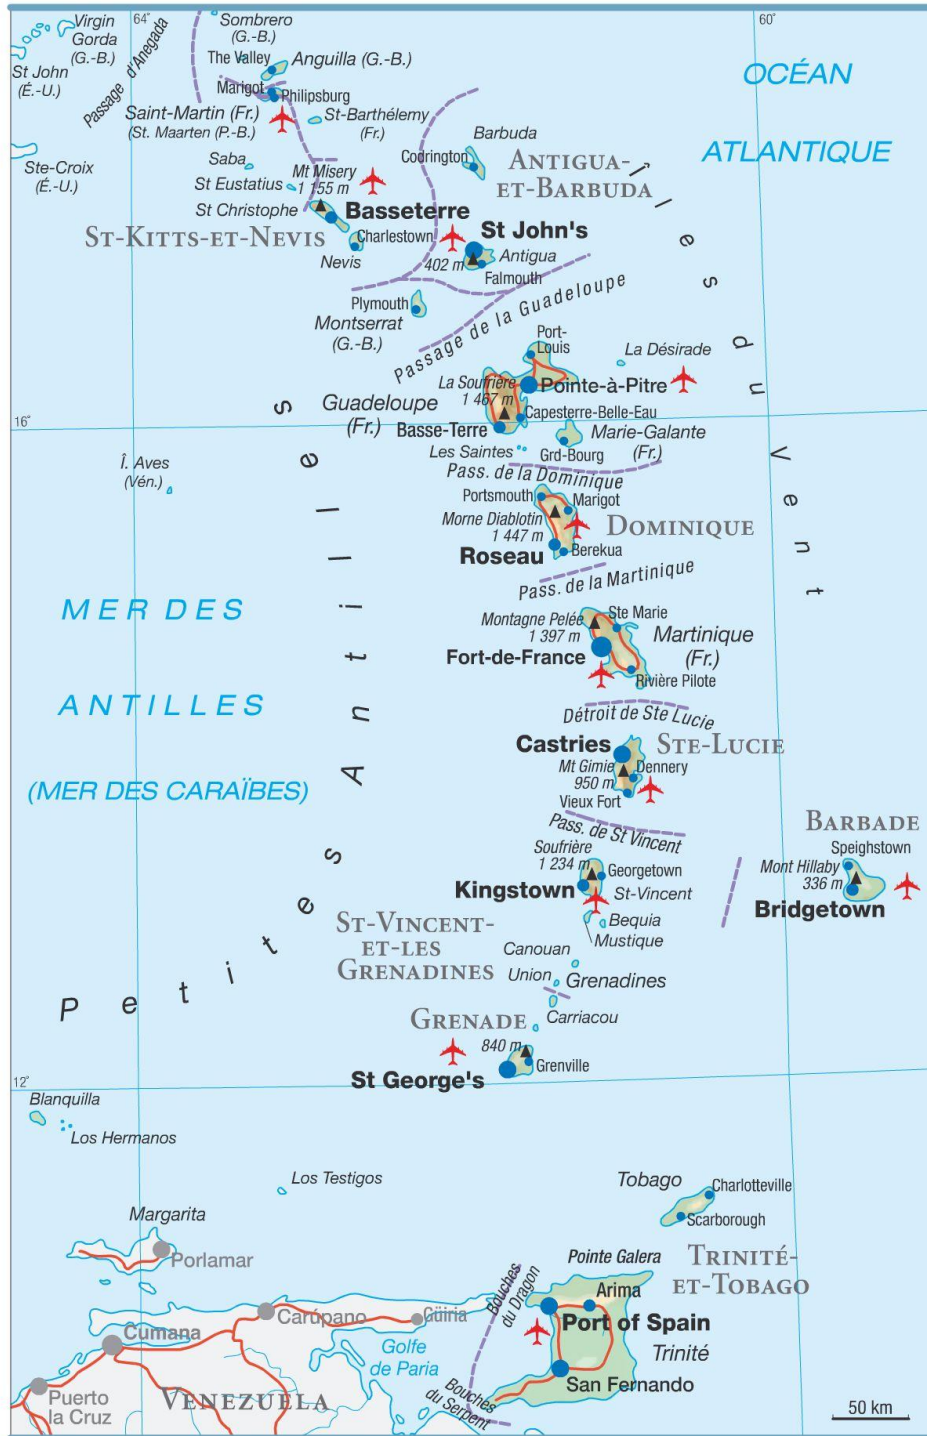 64°
60°
Sombrero
(G.-B.)
Virgin
Gorda
(G.-B.)
St John
(É.-U.)
Passage d'Anegada
The Valley
Anguilla (G.-B.)
Marigot
Philipsburg
Saint-Martin (Fr.)
(St. Maarten (P.-B.)
St-Barthélemy
(Fr.)
OCÉAN
ATLANTIQUE
Ste-Croix
(É.-U.)
Saba
St Eustatius
Mt Misery
1 155 m
St Christophe
Basseterre
ST-KITTS-ET-NEVIS
Charlestown
Nevis
Barbuda
Codrington
ANTIGUA-
ET-BARBUDA
St John's
402 m
Antigua
Falmouth
Plymouth
Montserrat
(G.-B.)
Passage de la Guadeloupe
Iles du Vent
Port-
Louis
La Désirade
La Soufrière
1 467 m
Pointe-à-Pitre
Guadeloupe
(Fr.)
Capesterre-Belle-Eau
Basse-Terre
Marie-Galante
(Fr.)
Les Saintes
Grd-Bourg
16°
Î. Aves
(Vén.)
Pass. de la Dominique
Portsmouth
Marigot
Morne Diablotin
1 447 m
DOMINIQUE
Roseau
Berekua
Pass. de la Martinique
MER DES
ANTILLES
(MER DES CARAÏBES)
Petites Antilles
Montagne Pelée
1 397 m
Ste Marie
Martinique
(Fr.)
Fort-de-France
Rivière Pilote
Détroit de Ste Lucie
Castries
STE-LUCIE
Mt Gimie
950 m
Dennery
Vieux Fort
Pass. de St Vincent
Soufrière
1 234 m
Georgetown
Kingstown
St-Vincent
Bequia
Mustique
ST-VINCENT-
ET-LES
GRENADINES
Canouan
Union
Grenadines
Carriacou
BARBADE
Speighstown
Mont Hillaby
336 m
Bridgetown
GRENADE
840 m
Grenville
St George's
12°
Blanquilla
Los Hermanos
Los Testigos
Margarita
Porlamar
Tobago
Charlotteville
Scarborough
TRINITÉ-
ET-TOBAGO
Pointe Galera
Bouches
du Dragon
Arima
Port of Spain
Trinité
San Fernando
Bouches
du Serpent
Carúpano
Güiria
Cumana
Golfe
de Paria
Puerto
la Cruz
VENEZUELA
50 km